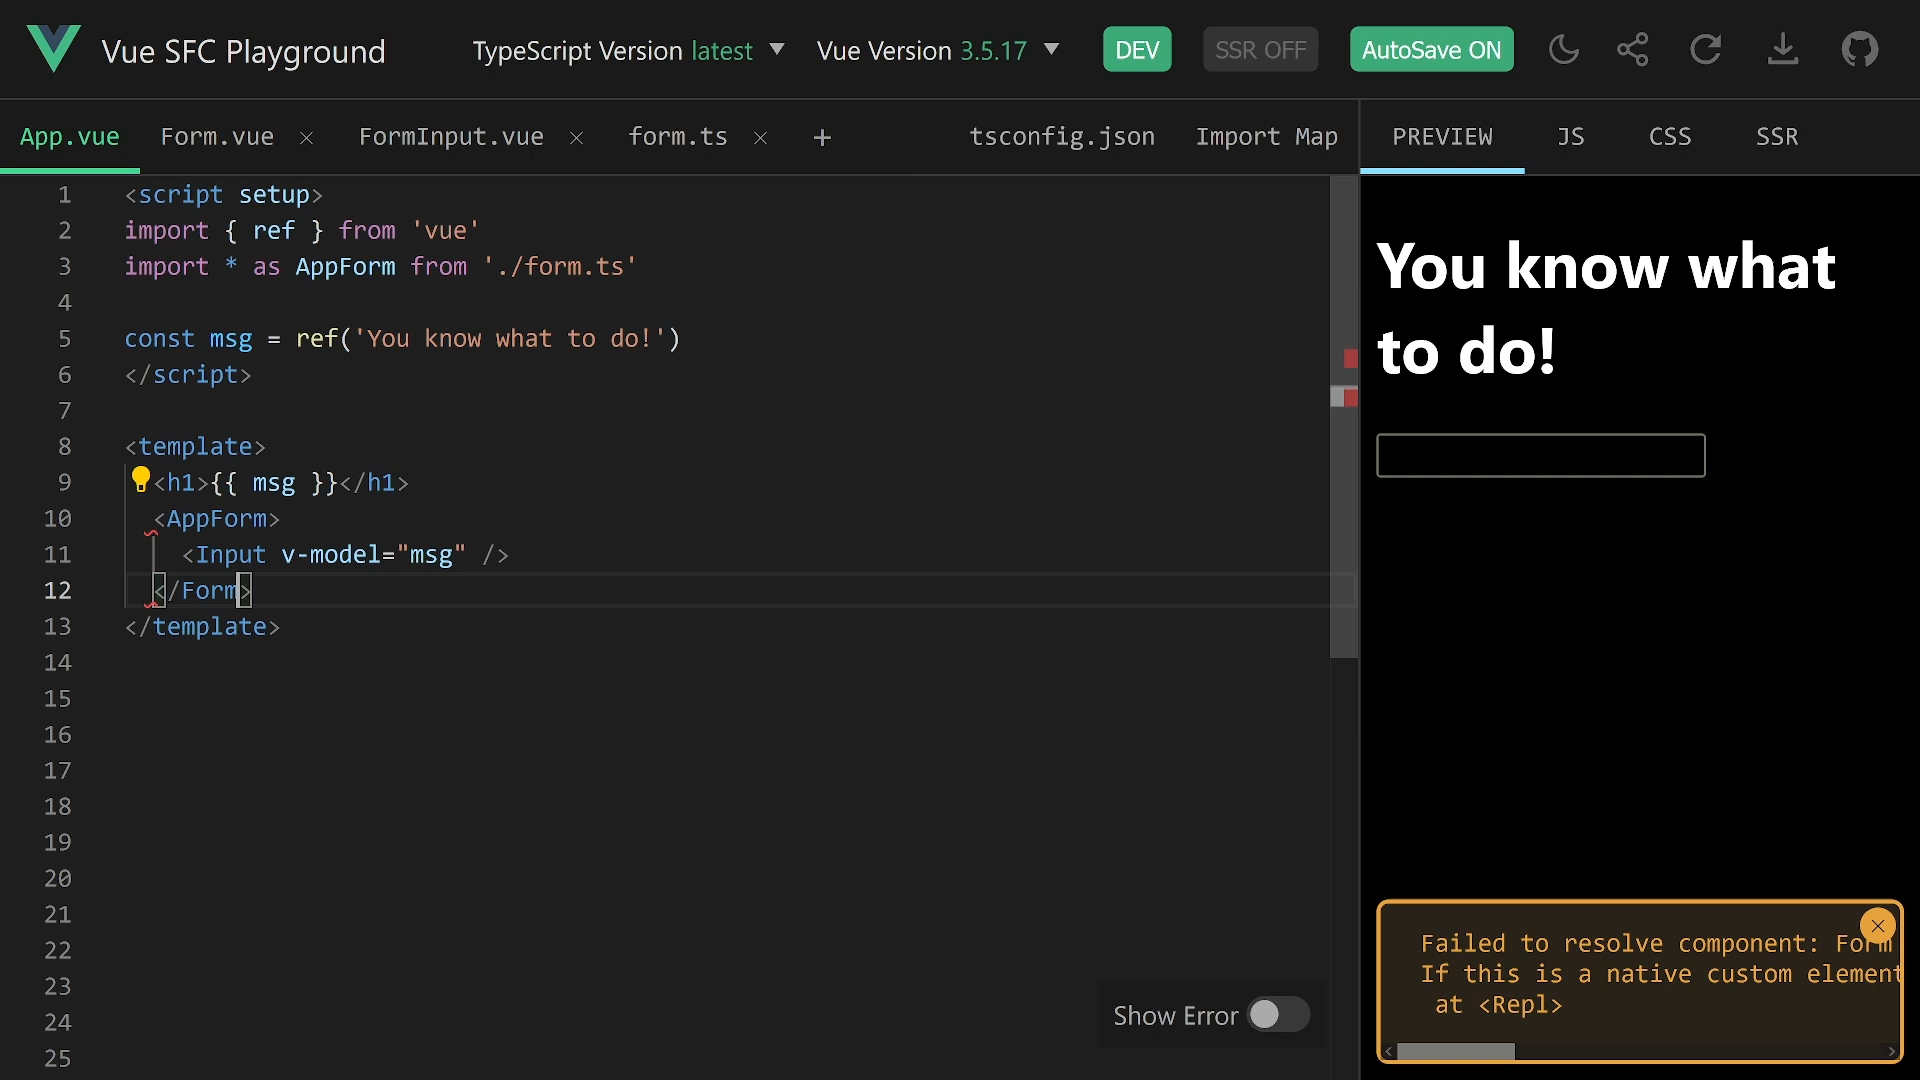 Vue SFC Playground
TypeScript Version latest
Vue Version 3.5.17
DEV
SSR OFF
AutoSave ON
App.vue
Form.vue
FormInput.vue
form.ts
+
tsconfig.json
Import Map
PREVIEW
JS
CSS
SSR
1 <script setup>
2 import { ref } from 'vue'
3 import * as AppForm from './form.ts'
4
5 const msg = ref('You know what to do!')
6 </script>
7
8 <template>
9 <h1>{{ msg }}</h1>
10 <AppForm>
11 <Input v-model="msg" />
12 </Form>
13 </template>
14
15
16
17
18
19
20
21
22
23
24
25
Show Error
You know what
to do!
Failed to resolve component: Form
If this is a native custom element
at <Repl>